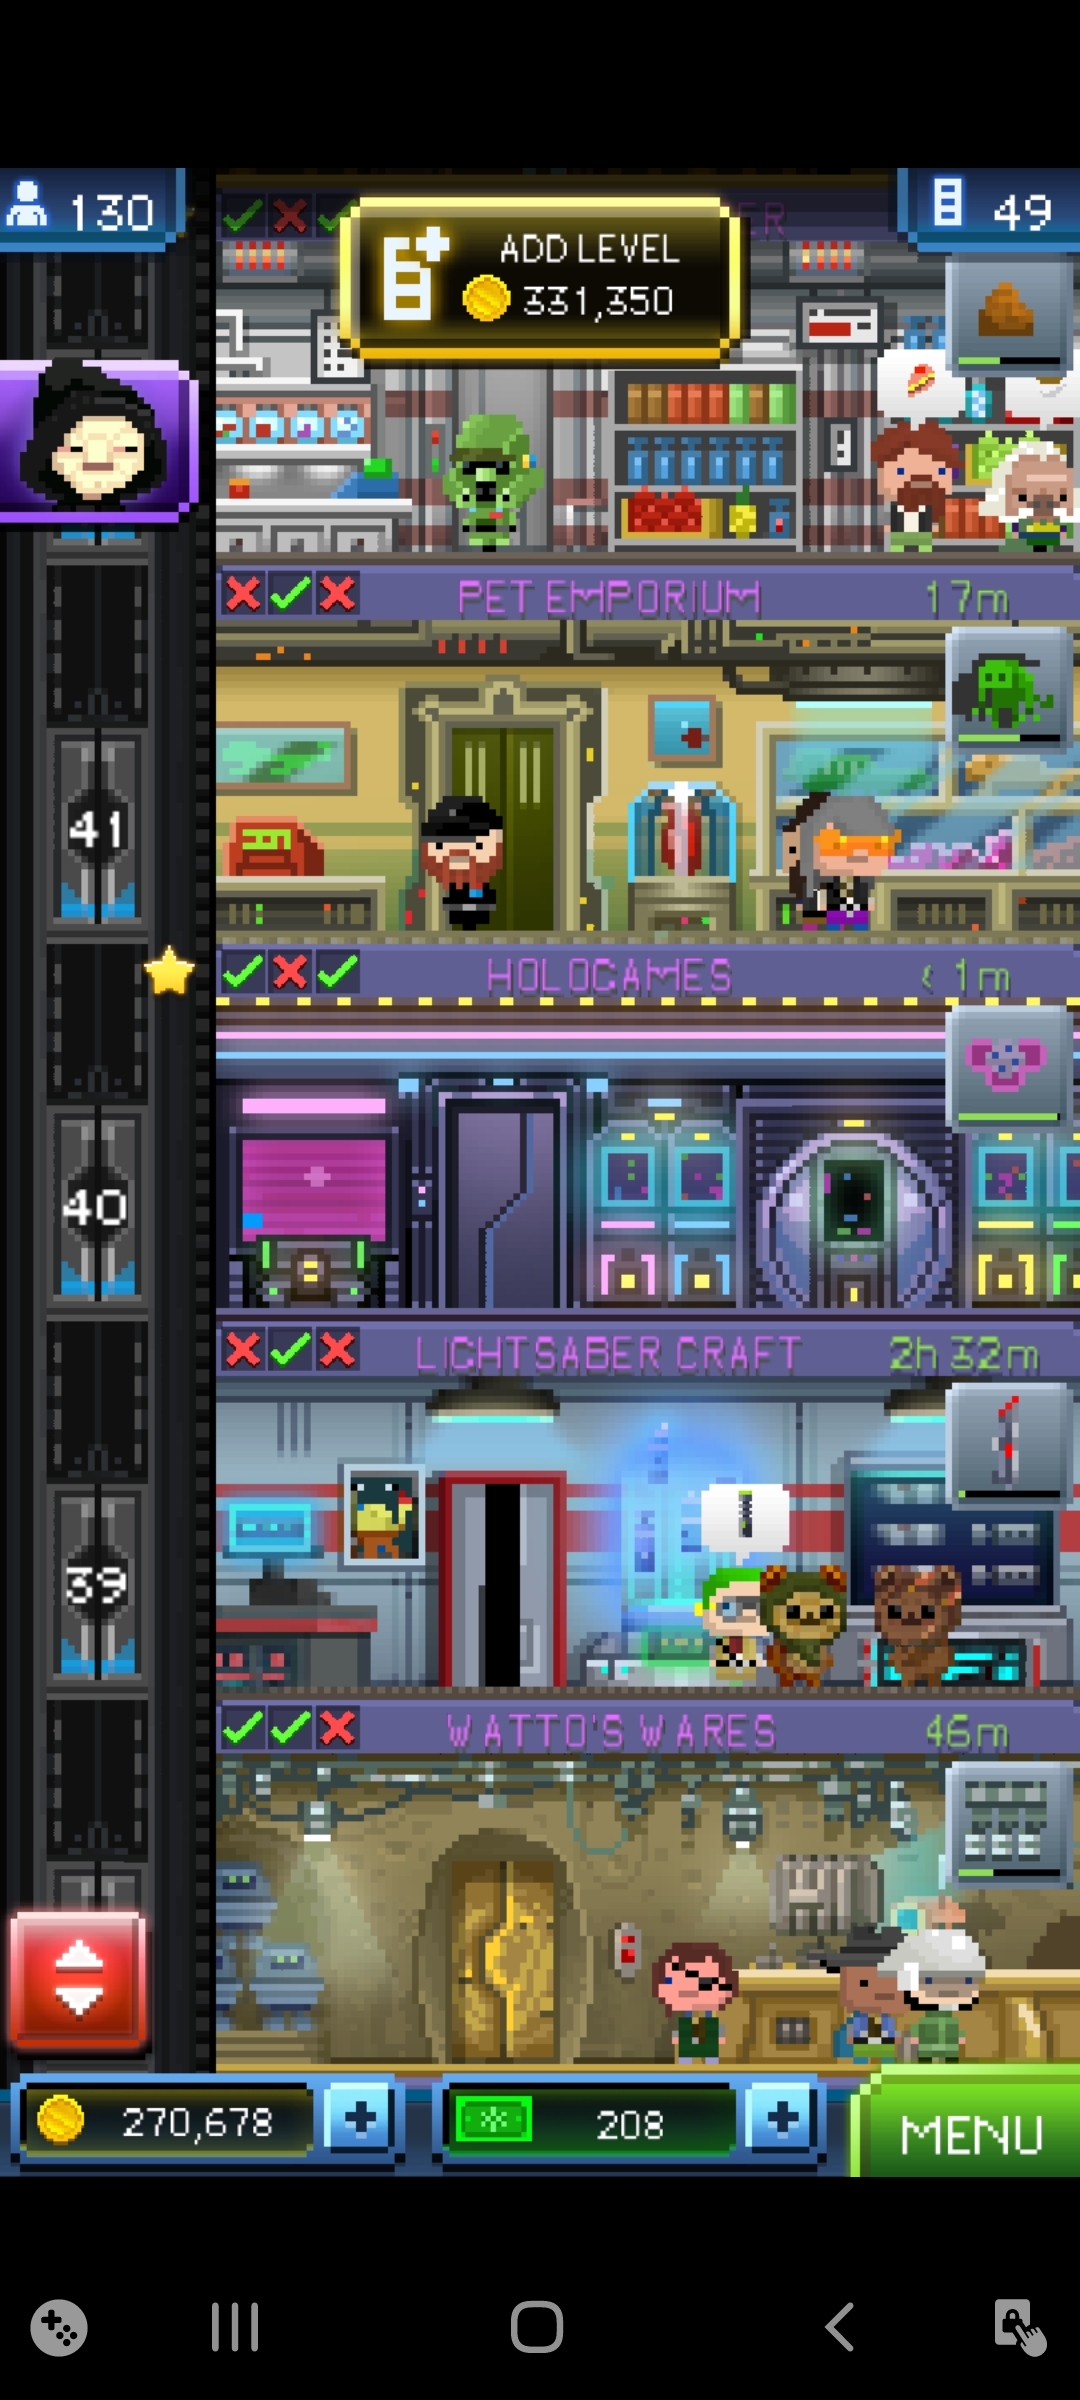 130
49
ER
ADD LEVEL
331,350
PET EMPORIUM 17m
41
HOLOGAMES < 1m
40
LIGHTSABER CRAFT 2h 32m
39
WATTO'S WARES 46m
270,678 +
208 +
MENU